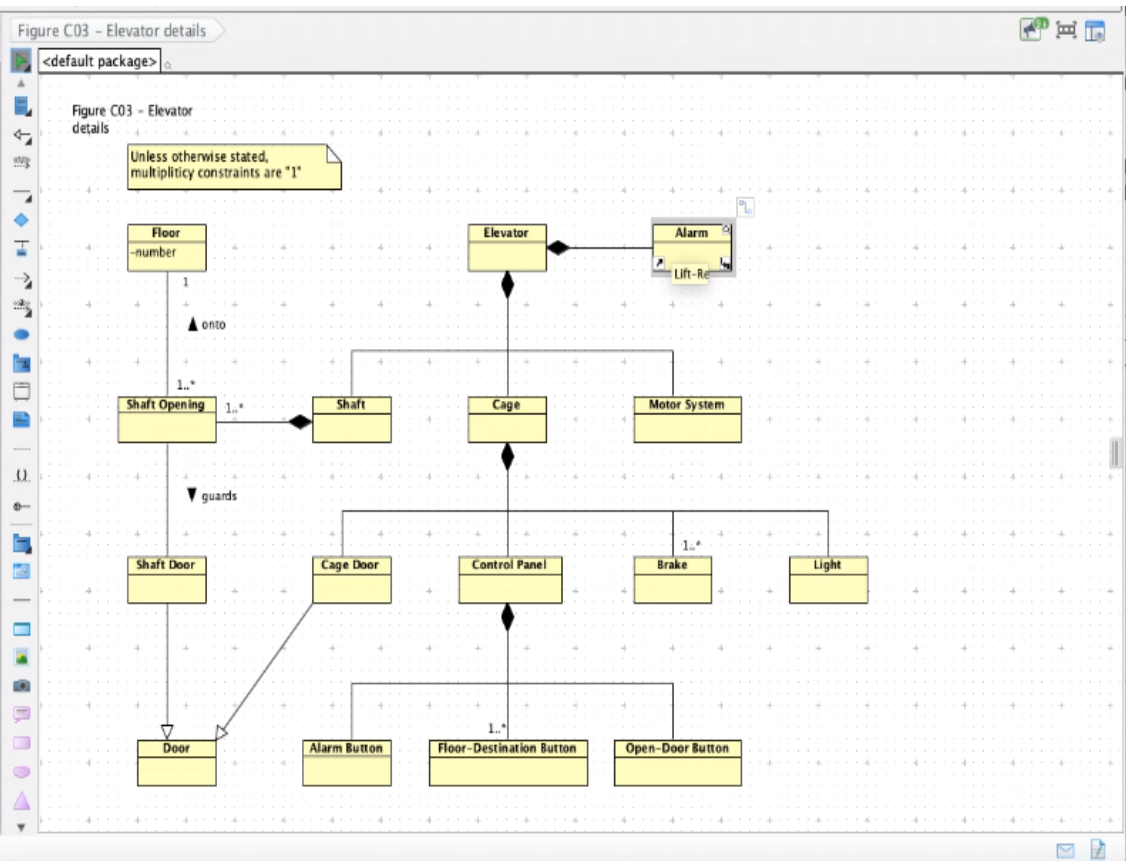 Figure C03 - Elevator details
<default package>
Figure C03 - Elevator
details
Unless otherwise stated,
multipliticy constraints are "1"
Floor
-number
Elevator
Alarm
Lift-Re
1
onto
1..*
Shaft Opening
1..*
Shaft
Cage
Motor System
guards
1..*
Shaft Door
Cage Door
Control Panel
Brake
Light
1..*
Door
Alarm Button
Floor-Destination Button
Open-Door Button